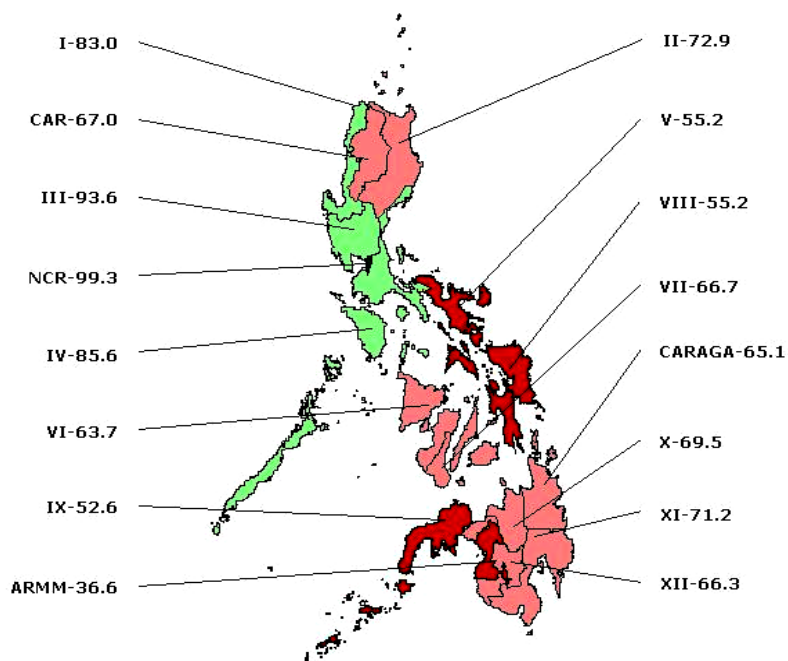 I-83.0
CAR-67.0
III-93.6
NCR-99.3
IV-85.6
VI-63.7
IX-52.6
ARMM-36.6
II-72.9
V-55.2
VIII-55.2
VII-66.7
CARAGA-65.1
X-69.5
XI-71.2
XII-66.3